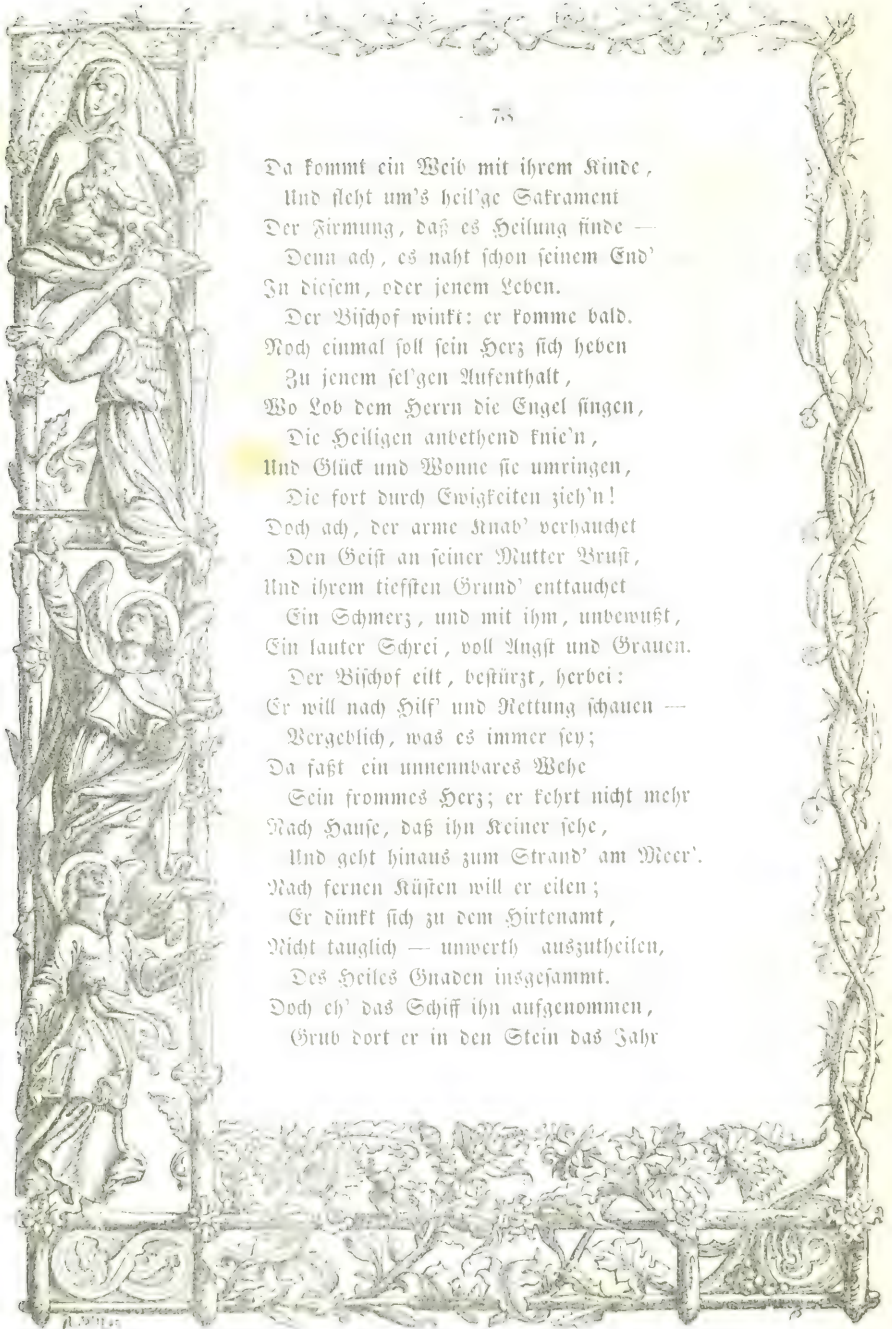 Da kommt ein Weib mit ihrem Kinde,
Und fleht um's heil'ge Sakrament
Der Firmung, daß es Heilung finde —
Denn ach, es naht schon seinem End'
In diesem, oder jenem Leben.
Der Bischof winkt: er komme bald.
Noch einmal soll sein Herz sich heben
Zu jenem sel'gen Aufenthalt,
Wo Lob dem Herrn die Engel singen,
Die Heiligen anbethend knie'n,
Und Glück und Wonne sie umringen,
Die fort durch Ewigkeiten zieh'n!
Doch ach, der arme Knab' verhauchet
Den Geist an seiner Mutter Brust,
Und ihrem tiefsten Grund' enttauchet
Ein Schmerz, und mit ihm, unbewußt,
Ein lauter Schrei, voll Angst und Grauen.
Der Bischof eilt, bestürzt, herbei:
Er will nach Hilf' und Rettung schauen —
Vergeblich, was es immer sey;
Da faßt ein unnennbares Wehe
Sein frommes Herz; er kehrt nicht mehr
Nach Hause, daß ihn Keiner sehe,
Und geht hinaus zum Strand' am Meer'.
Nach fernen Küsten will er eilen;
Er dünkt sich zu dem Hirtenamt,
Nicht tauglich — unwerth auszutheilen,
Des Heiles Gnaden insgesammt.
Doch eh' das Schiff ihn aufgenommen,
Grub dort er in den Stein das Jahr